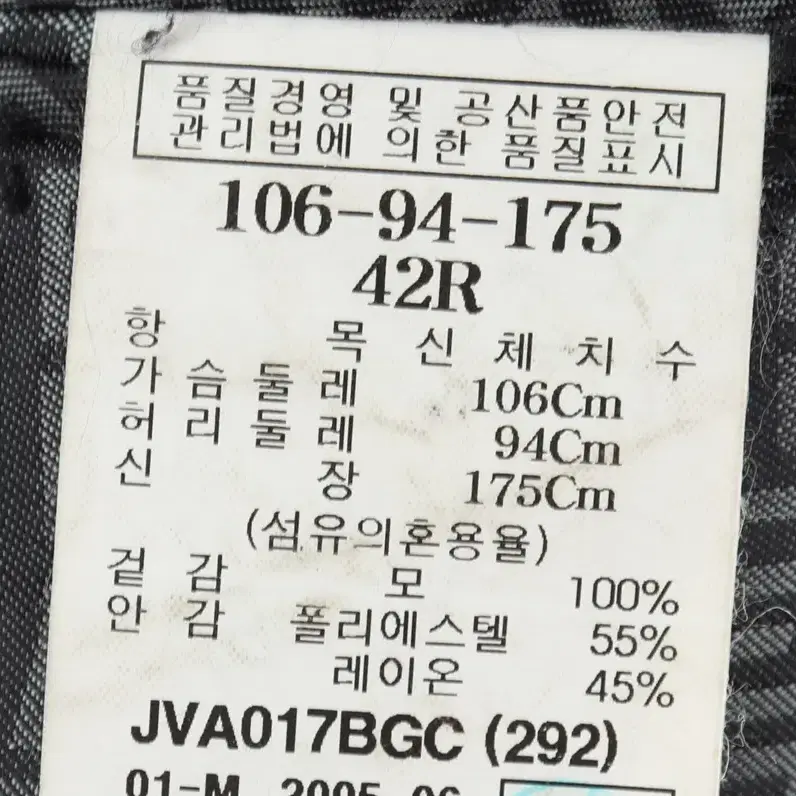 품질경영 및 공산품안전
관리법에 의한 품질표시
106-94-175
42R
항 목 신 체 치 수
가 슴 둘 레 106Cm
허 리 둘 레 94Cm
신 장 175Cm
(섬유의혼용율)
겉 감 모 100%
안 감 폴리에스텔 55%
레이온 45%
JVA017BGC (292)
01-M 2005 06